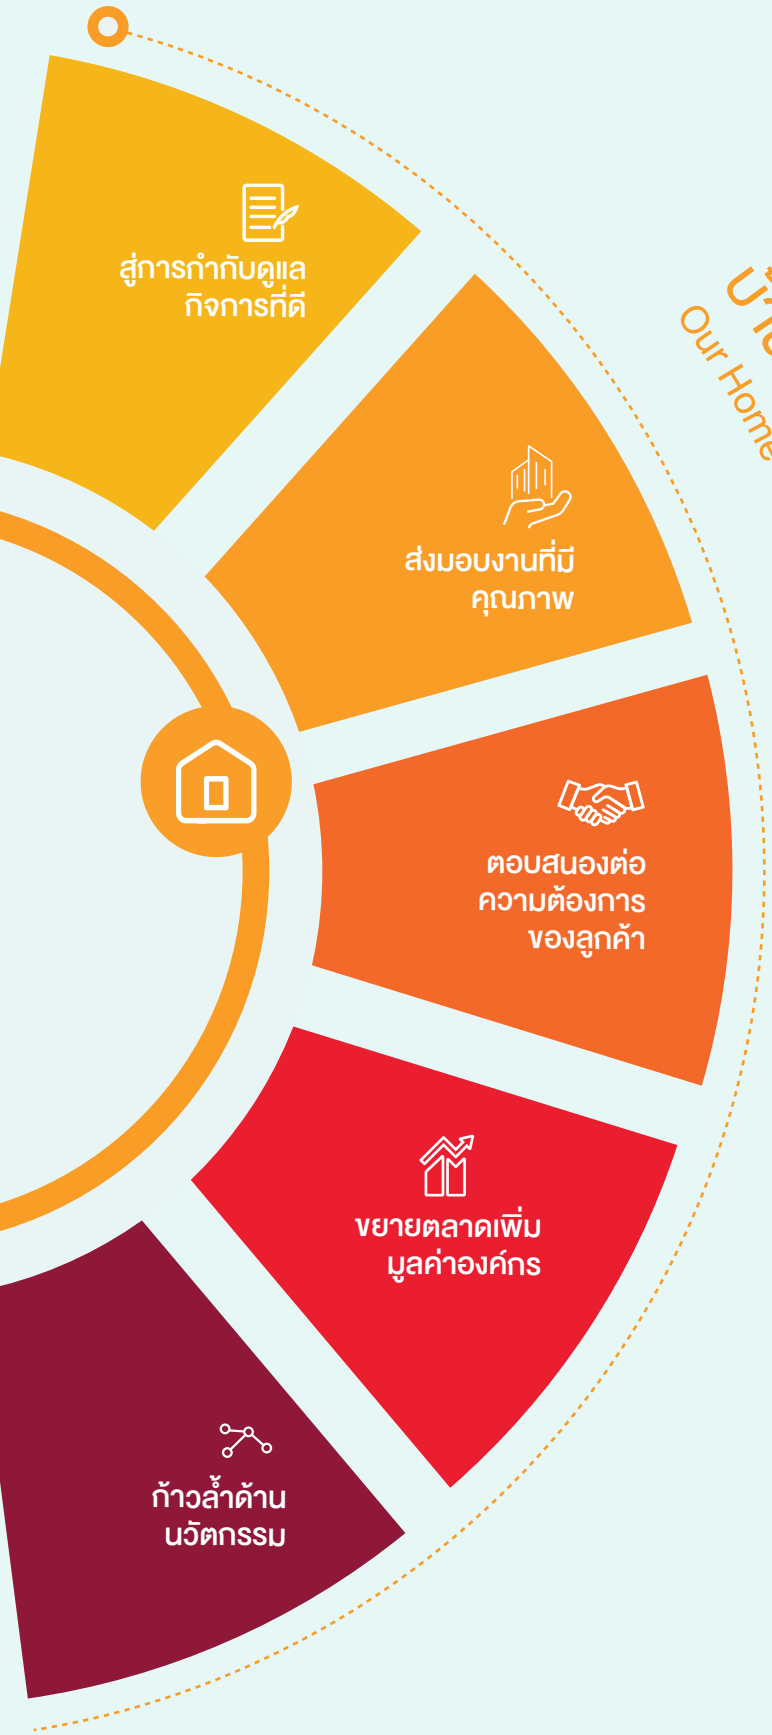 สู่การกำกับดูแล
กิจการที่ดี
Our Home
ส่งมอบงานที่มี
คุณภาพ
ตอบสนองต่อ
ความต้องการ
ของลูกค้า
ขยายตลาดเพิ่ม
มูลค่าองค์กร
ก้าวล้ำด้าน
นวัตกรรม